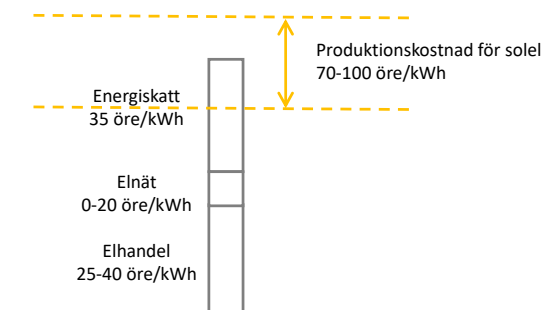 Produktionskostnad för solel
70-100 öre/kWh
Energiskatt
35 öre/kWh
Elnät
0-20 öre/kWh
Elhandel
25-40 öre/kWh